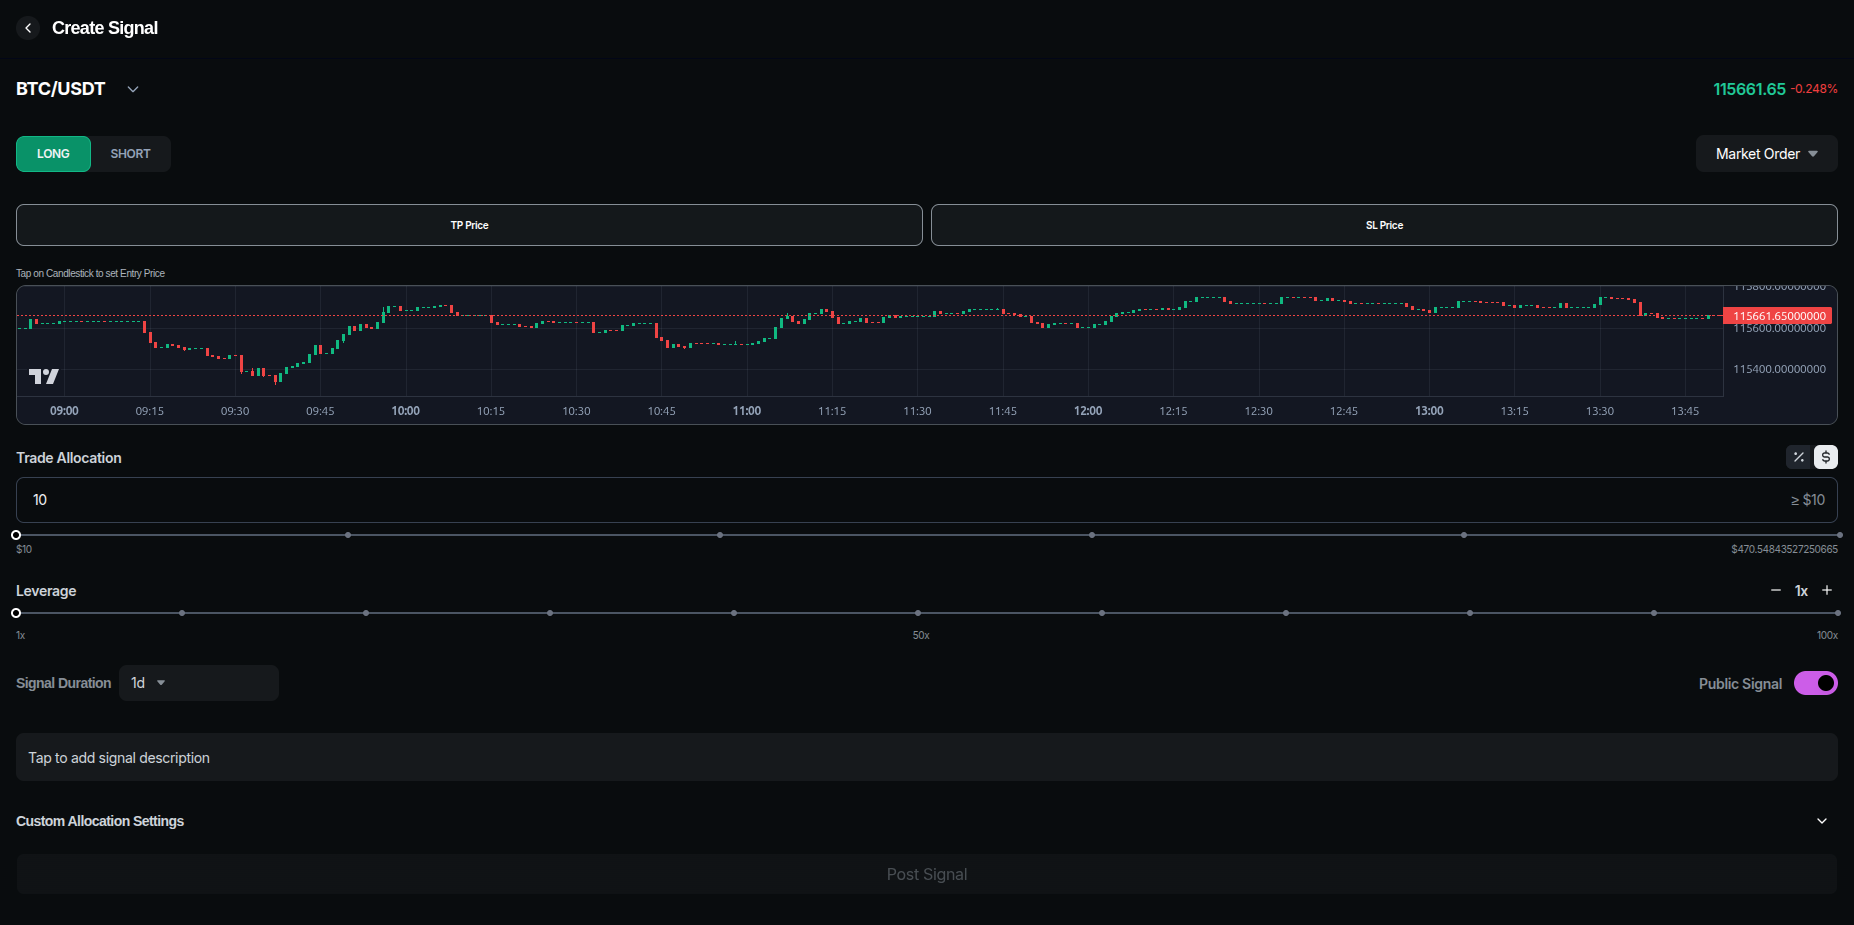 Create Signal
BTC/USDT
115661.65 -0.248%
LONG
SHORT
Market Order
TP Price
SL Price
Tap on Candlestick to set Entry Price
115800.00000000
115661.65000000
115600.00000000
115400.00000000
09:00 09:15 09:30 09:45 10:00 10:15 10:30 10:45 11:00 11:15 11:30 11:45 12:00 12:15 12:30 12:45 13:00 13:15 13:30 13:45
Trade Allocation
% $
10
≥ $10
$10
$470.54843527250665
Leverage
− 1x +
1x 50x 100x
Signal Duration 1d
Public Signal
Tap to add signal description
Custom Allocation Settings
Post Signal